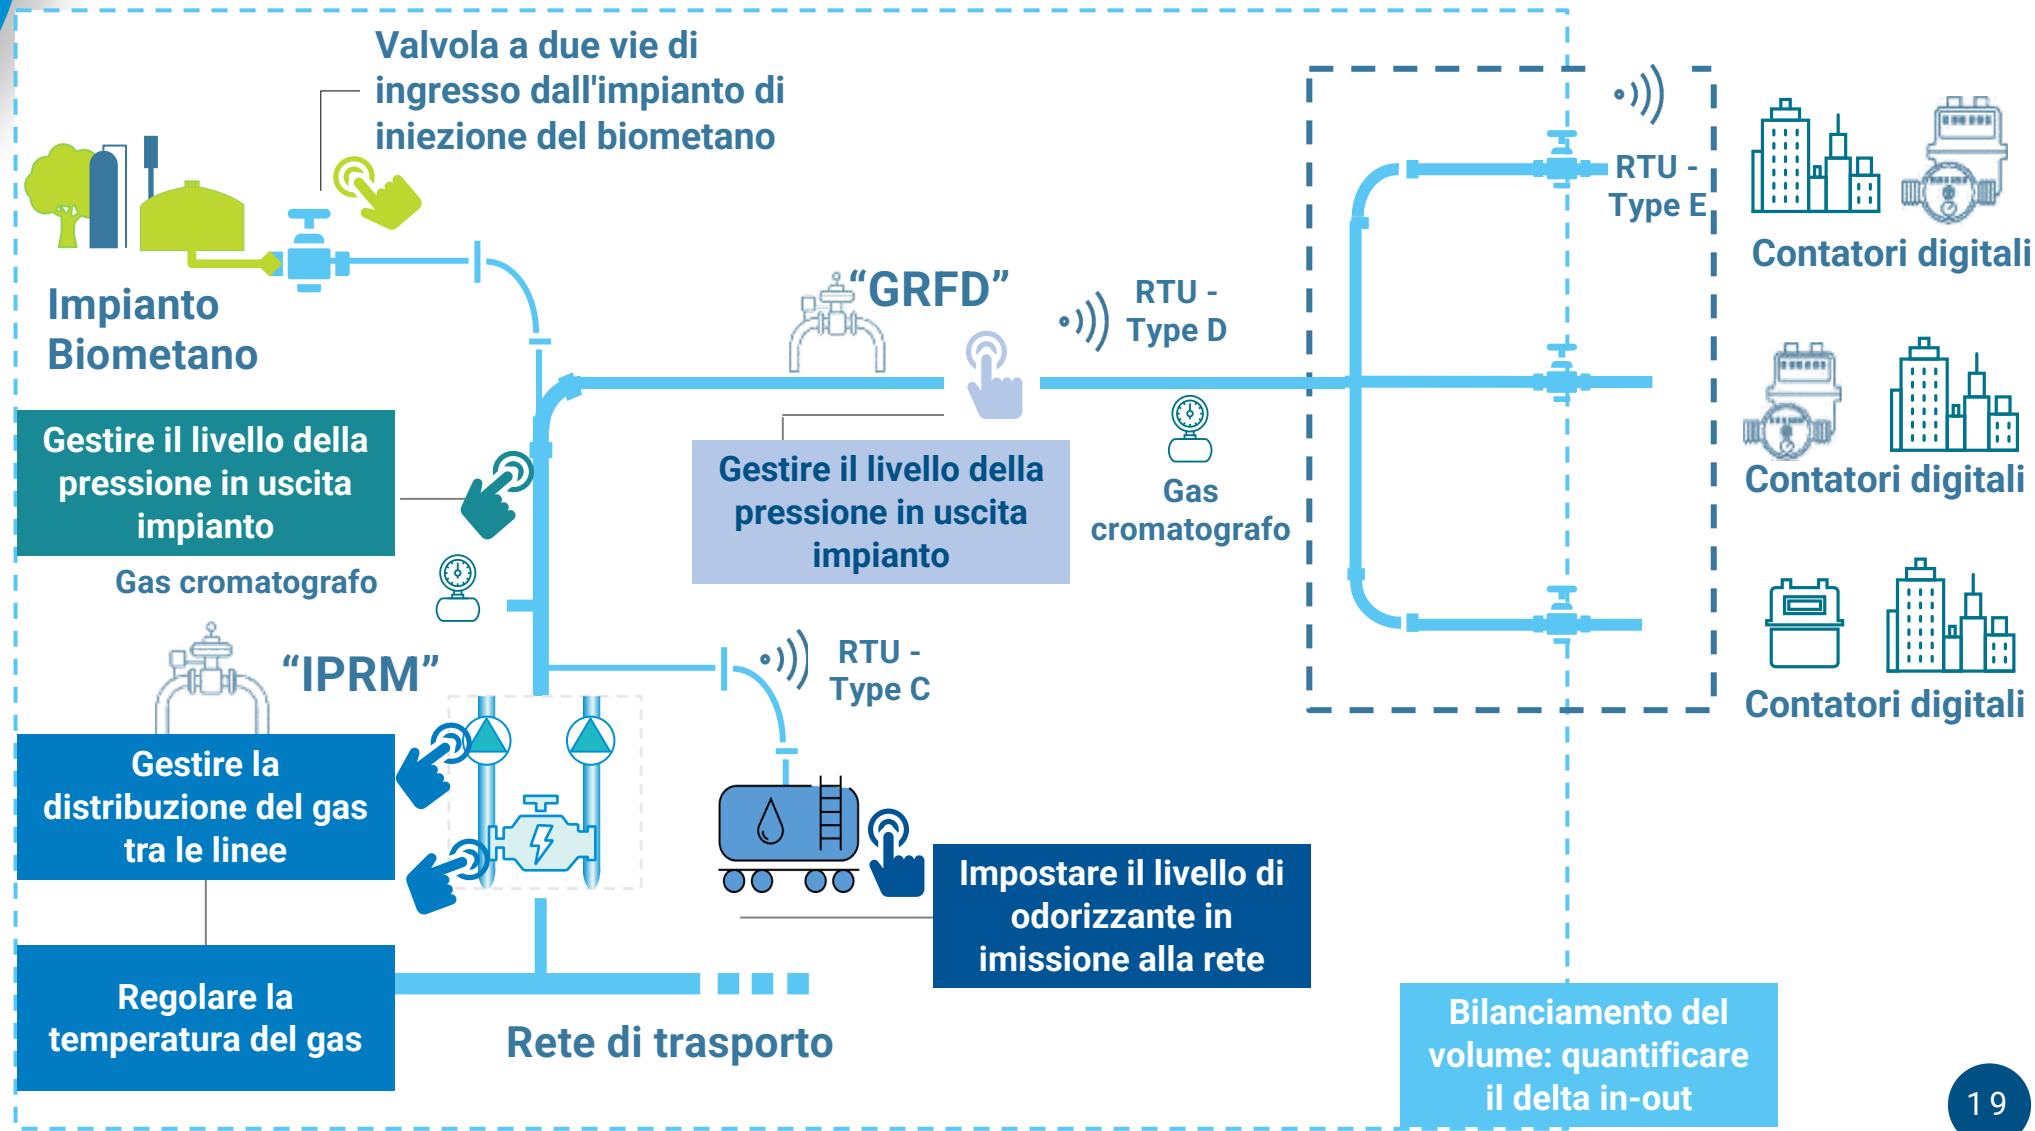 Valvola a due vie di
ingresso dall'impianto di
iniezione del biometano
Impianto
Biometano
"GRFD"
RTU -
Type D
RTU -
Type E
Contatori digitali
Gestire il livello della
pressione in uscita
impianto
Gestire il livello della
pressione in uscita
impianto
Gas
cromatografo
Contatori digitali
Gas cromatografo
"IPRM"
RTU -
Type C
Contatori digitali
Gestire la
distribuzione del gas
tra le linee
Impostare il livello di
odorizzante in
imissione alla rete
Regolare la
temperatura del gas
Rete di trasporto
Bilanciamento del
volume: quantificare
il delta in-out
19